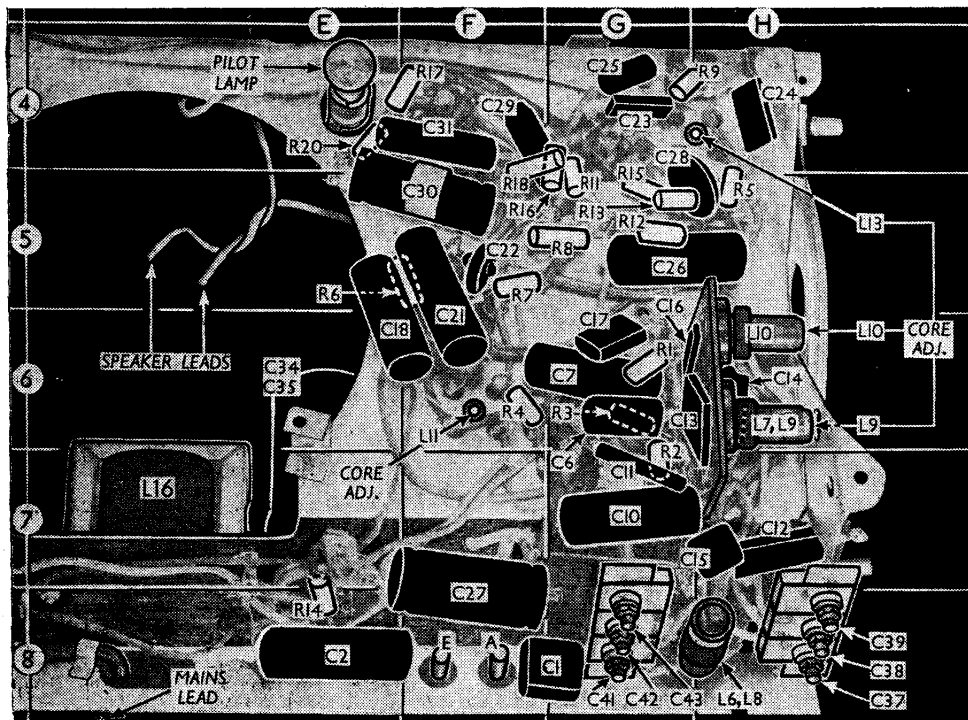 E
F
G
H
PILOT LAMP
R17
C25
R9
4
C29
C23
C24
C31
R20
R18
R11
R15
C28
R5
C30
R16
R13
L13
R12
5
C22
R8
C26
R6
R7
C18
C21
C17
C16
L10
L10
CORE ADJ.
SPEAKER LEADS
R1
C34
C35
C7
C14
6
R4
R3
C13
L7, L9
L9
L11
R2
CORE ADJ.
C6
C11
L16
C10
7
C12
C15
R14
C27
C39
E
A
C2
C1
C38
8
MAINS LEAD
C41
C42
C43
L6, L8
C37